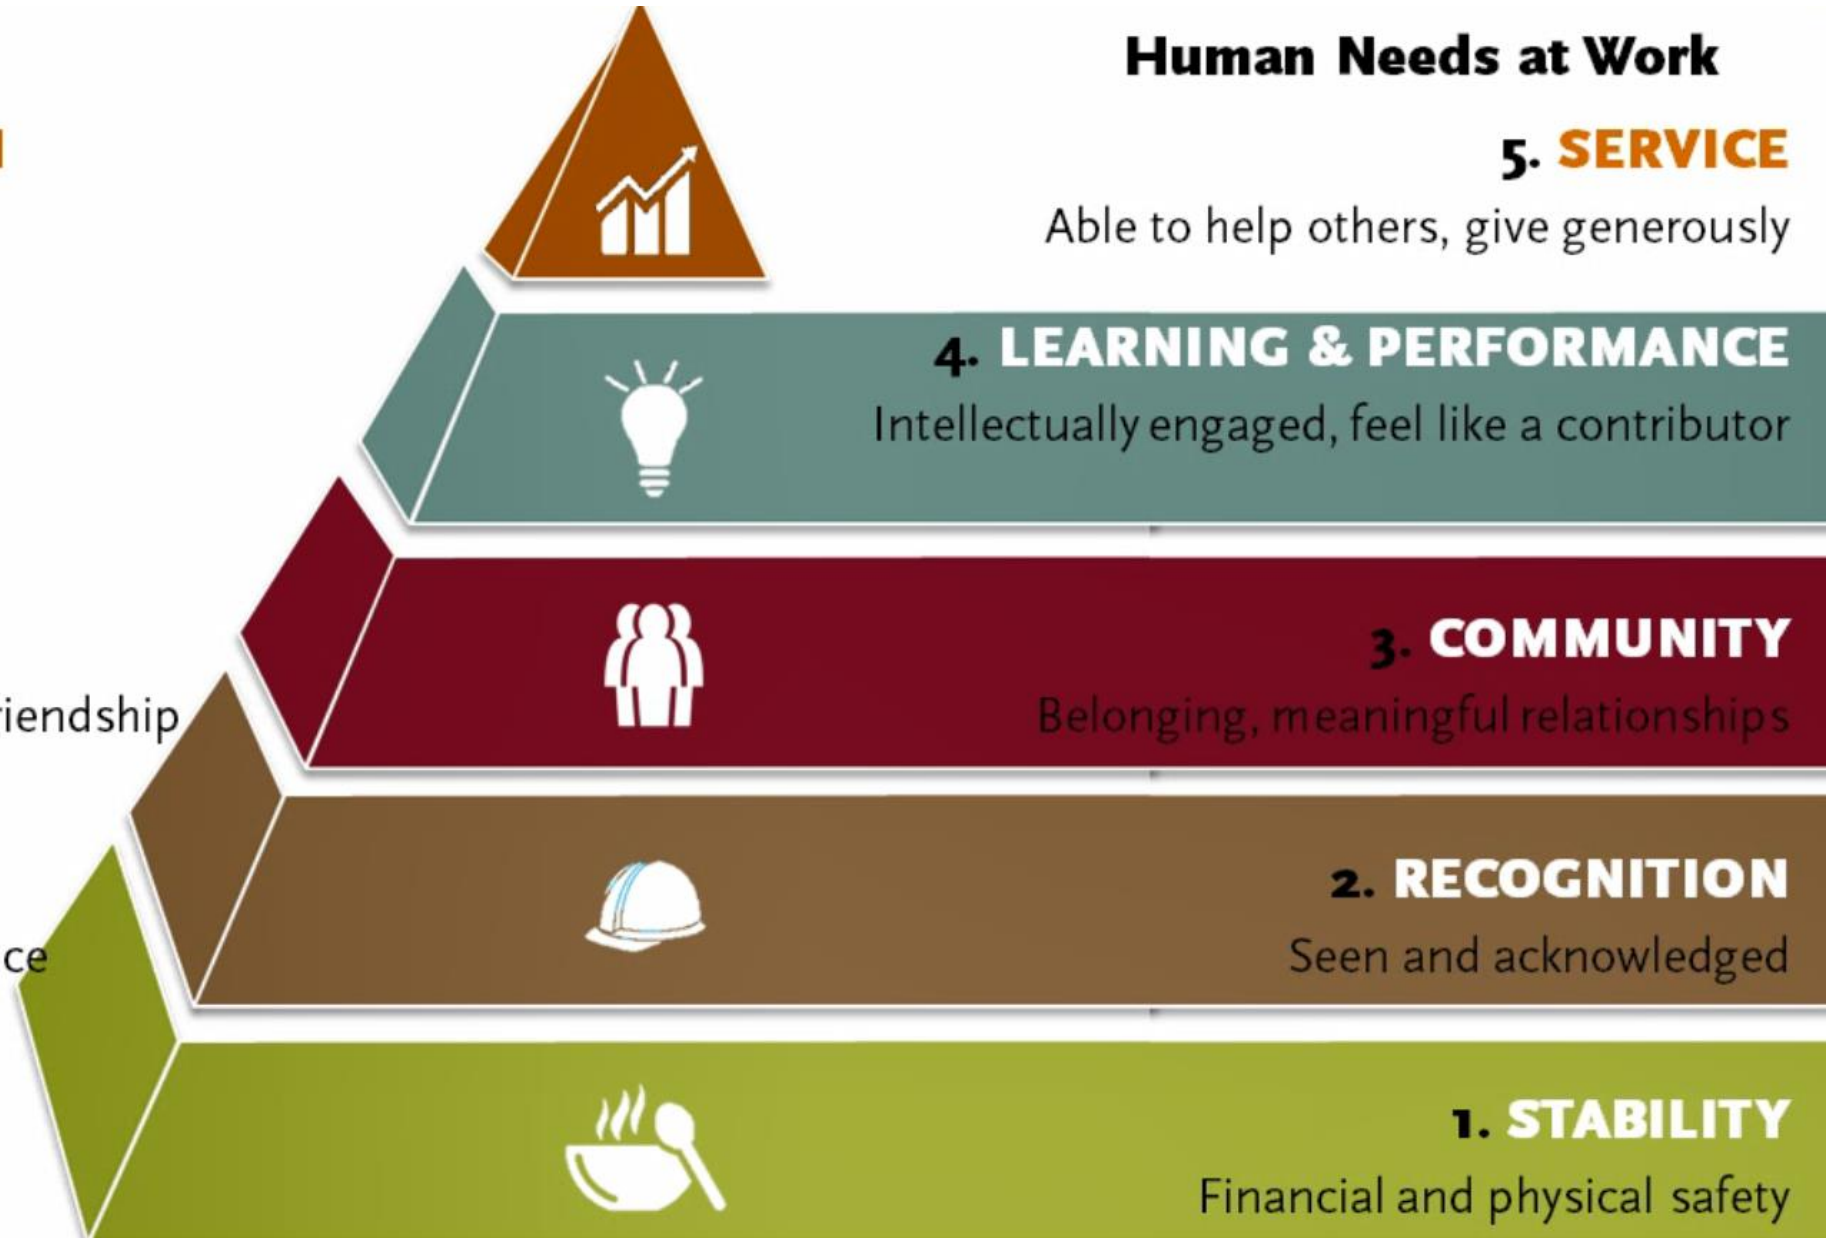 Human Needs at Work
5. SERVICE
Able to help others, give generously
4. LEARNING & PERFORMANCE
Intellectually engaged, feel like a contributor
3. COMMUNITY
Belonging, meaningful relationships
2. RECOGNITION
Seen and acknowledged
1. STABILITY
Financial and physical safety